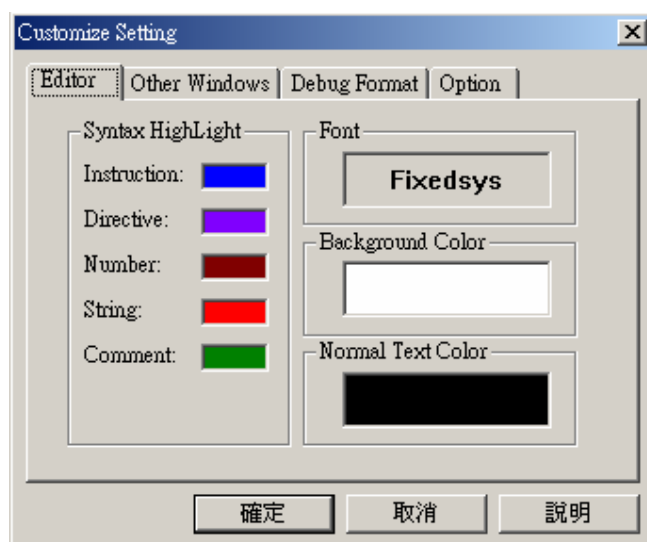 Customize Setting
Editor
Other Windows
Debug Format
Option
Syntax HighLight
Instruction:
Directive:
Number:
String:
Comment:
Font
Fixedsys
Background Color
Normal Text Color
確定
取消
說明